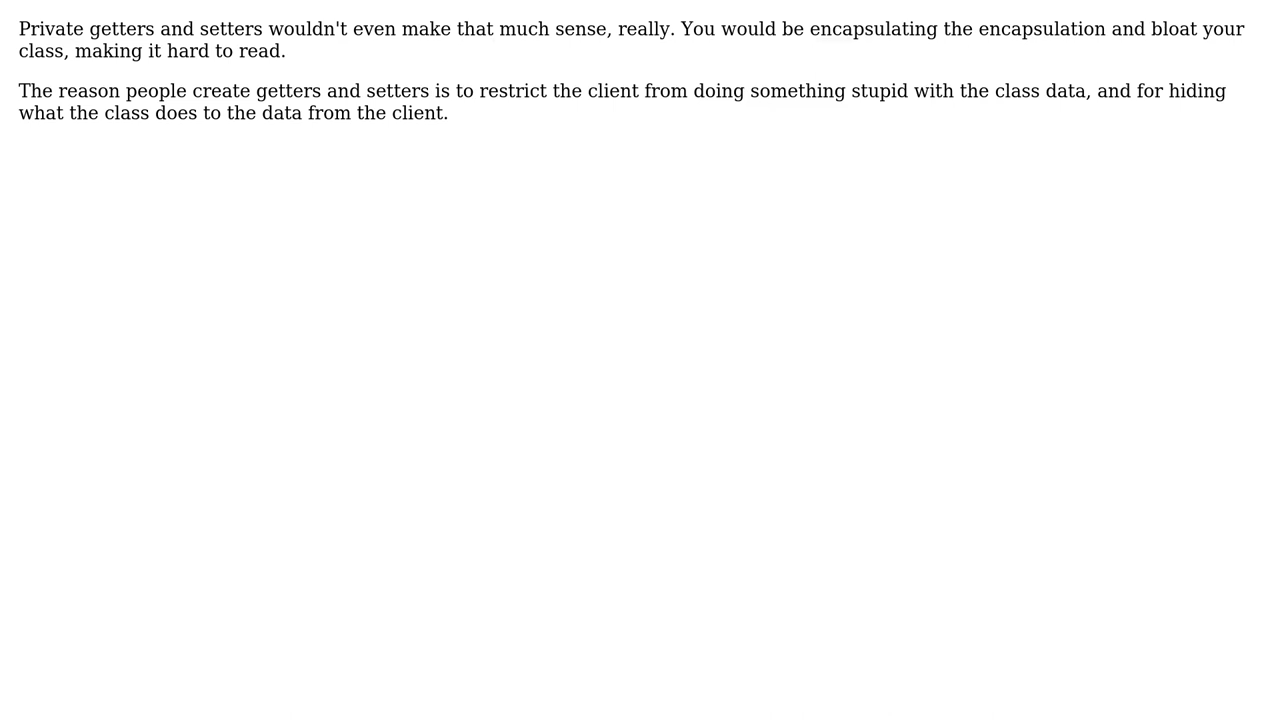 Private getters and setters wouldn't even make that much sense, really. You would be encapsulating the encapsulation and bloat your
class, making it hard to read.
The reason people create getters and setters is to restrict the client from doing something stupid with the class data, and for hiding
what the class does to the data from the client.